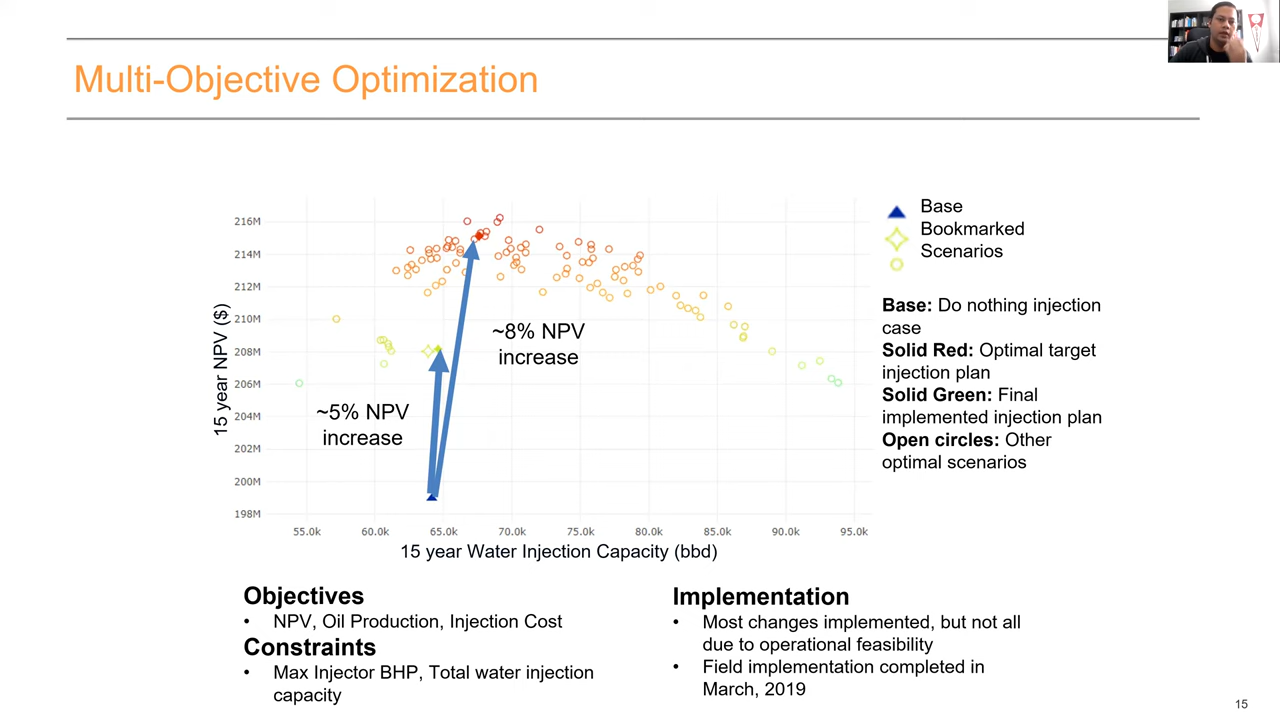 Multi-Objective Optimization
15 year NPV ($)
216M
214M
212M
210M
208M
206M
204M
202M
200M
198M
~8% NPV
increase
~5% NPV
increase
55.0k 60.0k 65.0k 70.0k 75.0k 80.0k 85.0k 90.0k 95.0k
15 year Water Injection Capacity (bbd)
Base
Bookmarked
Scenarios
Base: Do nothing injection
case
Solid Red: Optimal target
injection plan
Solid Green: Final
implemented injection plan
Open circles: Other
optimal scenarios
Objectives
• NPV, Oil Production, Injection Cost
Constraints
• Max Injector BHP, Total water injection
capacity
Implementation
• Most changes implemented, but not all
due to operational feasibility
• Field implementation completed in
March, 2019
15